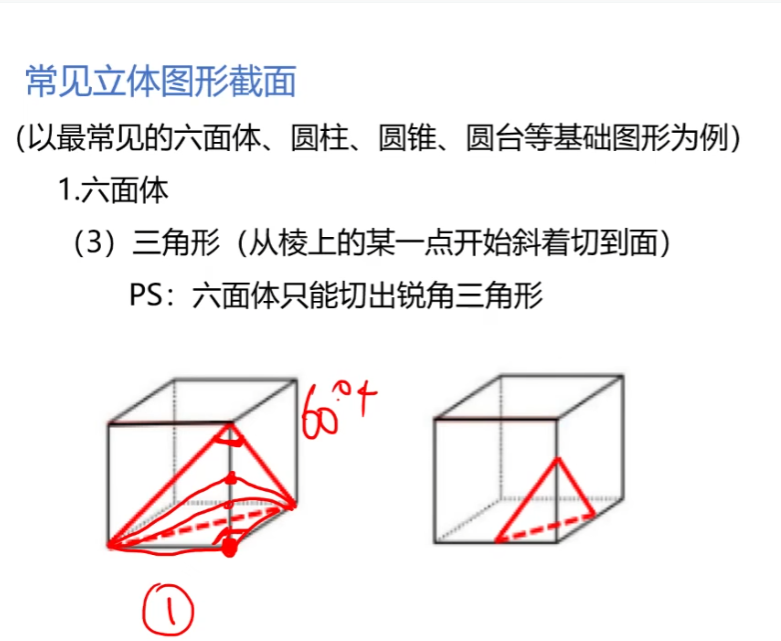 常见立体图形截面
（以最常见的六面体、圆柱、圆锥、圆台等基础图形为例）
1.六面体
（3）三角形（从棱上的某一点开始斜着切到面）
PS：六面体只能切出锐角三角形
60°
①